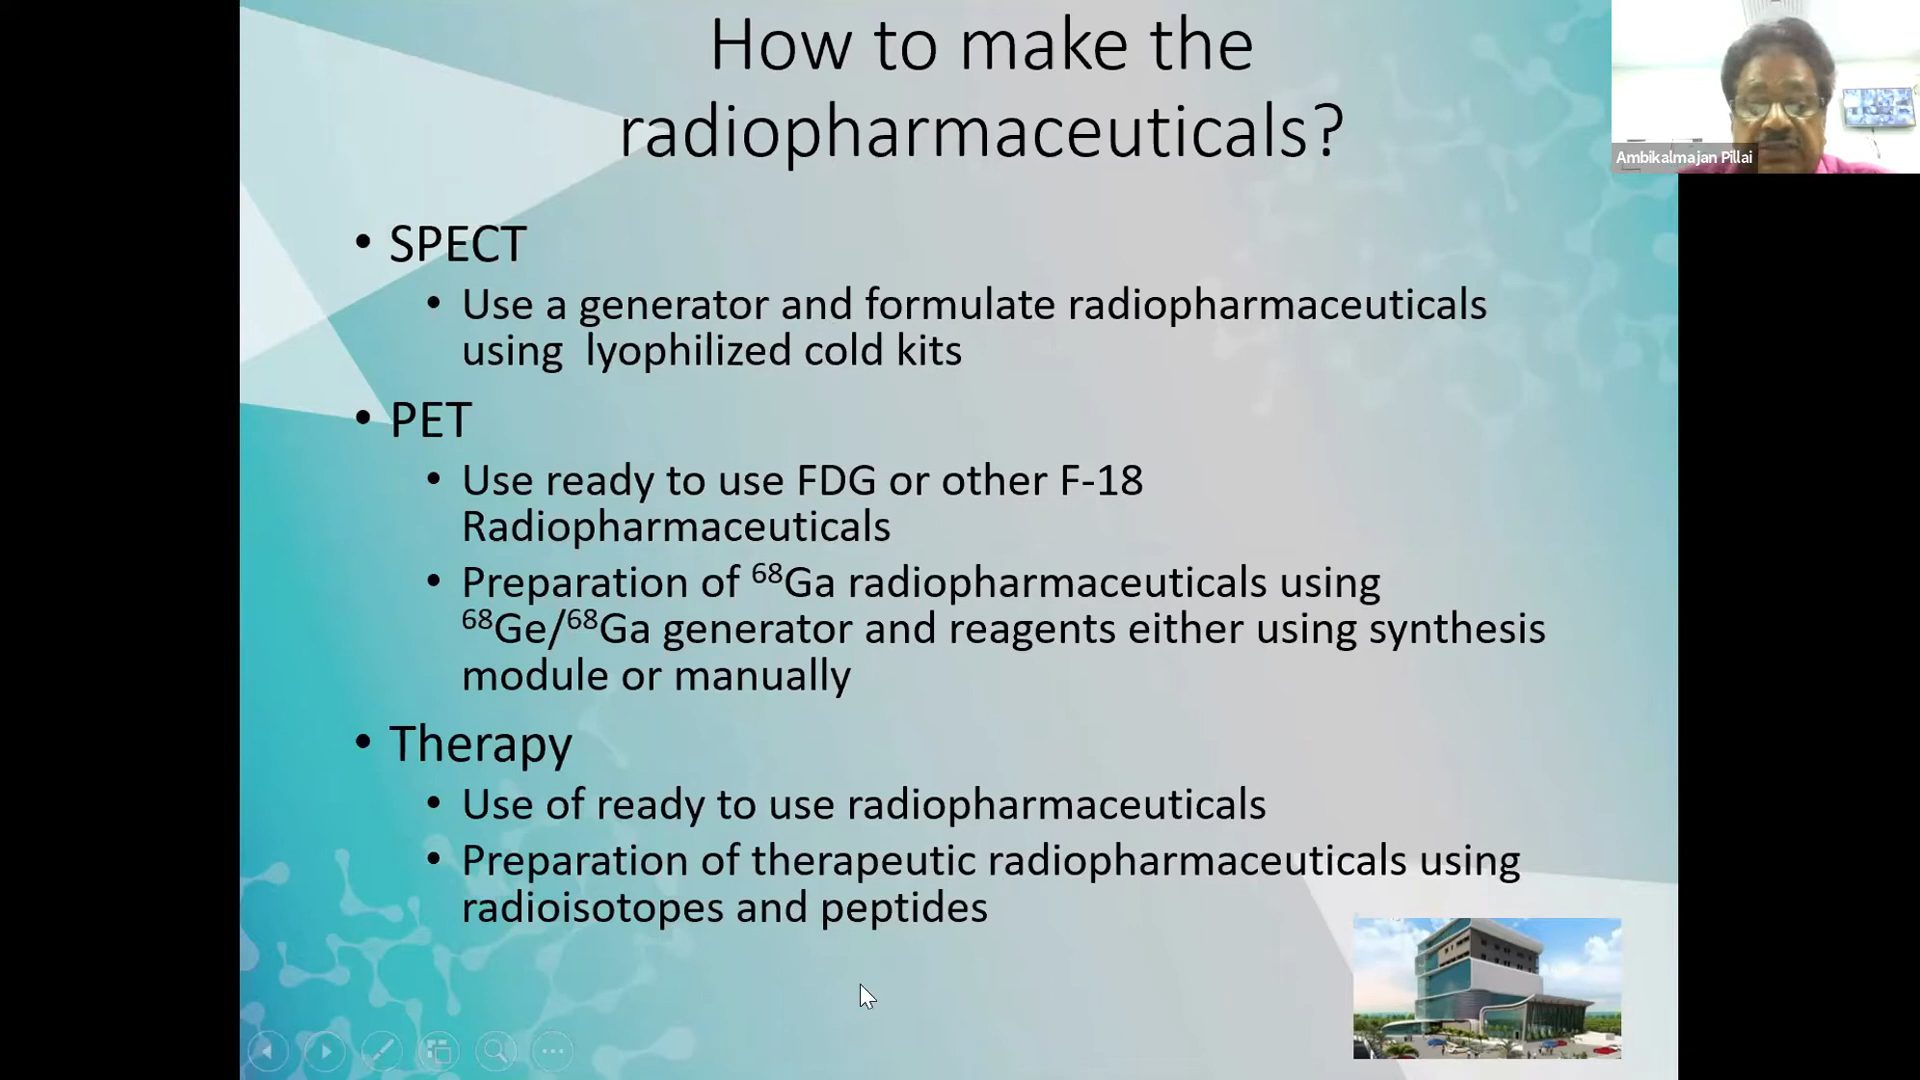 How to make the
radiopharmaceuticals?
Ambikalmajan Pillai
• SPECT
• Use a generator and formulate radiopharmaceuticals
using lyophilized cold kits
• PET
• Use ready to use FDG or other F-18
Radiopharmaceuticals
• Preparation of ⁶⁸Ga radiopharmaceuticals using
⁶⁸Ge/⁶⁸Ga generator and reagents either using synthesis
module or manually
• Therapy
• Use of ready to use radiopharmaceuticals
• Preparation of therapeutic radiopharmaceuticals using
radioisotopes and peptides